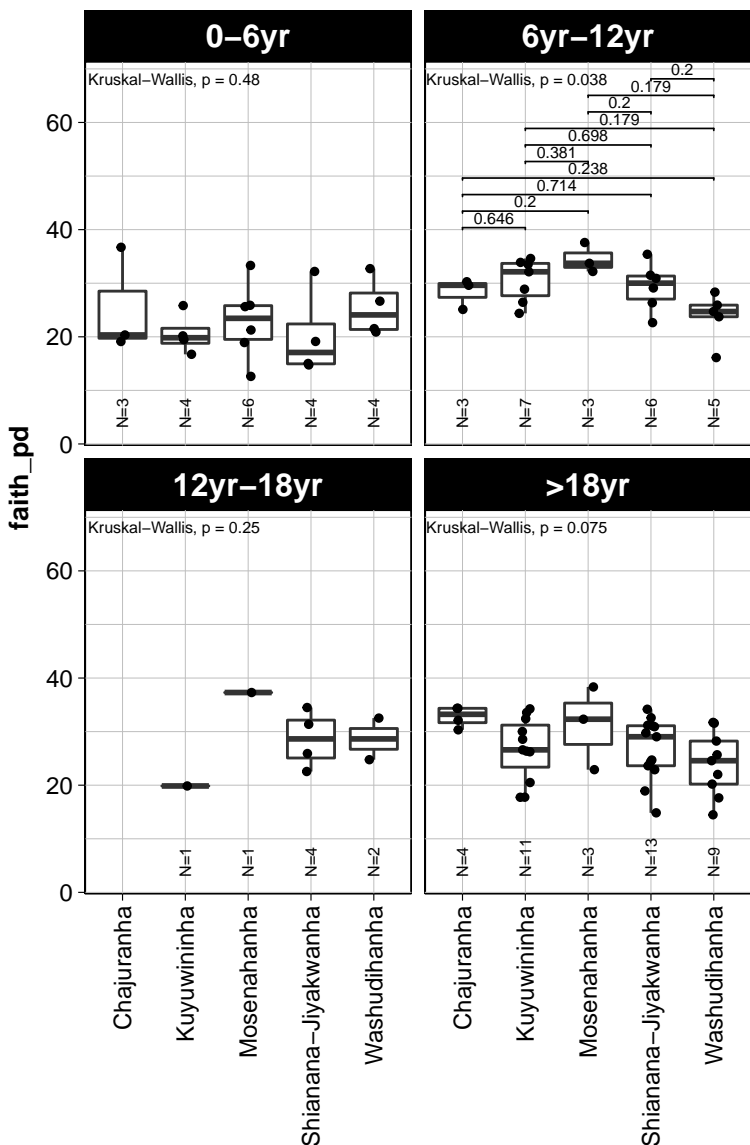 0−6yr
6yr−12yr
Kruskal−Wallis, p = 0.48
Kruskal−Wallis, p = 0.038
0.2
0.179
0.2
0.179
0.698
0.381
0.238
0.714
0.2
0.646
60
40
20
0
N=3
N=4
N=6
N=4
N=4
N=3
N=7
N=3
N=6
N=5
faith_pd
12yr−18yr
>18yr
Kruskal−Wallis, p = 0.25
Kruskal−Wallis, p = 0.075
60
40
20
0
N=1
N=1
N=4
N=2
N=4
N=11
N=3
N=13
N=9
Chajuranha
Kuyuwininha
Mosenahanha
Shianana−Jiyakwanha
Washudihanha
Chajuranha
Kuyuwininha
Mosenahanha
Shianana−Jiyakwanha
Washudihanha